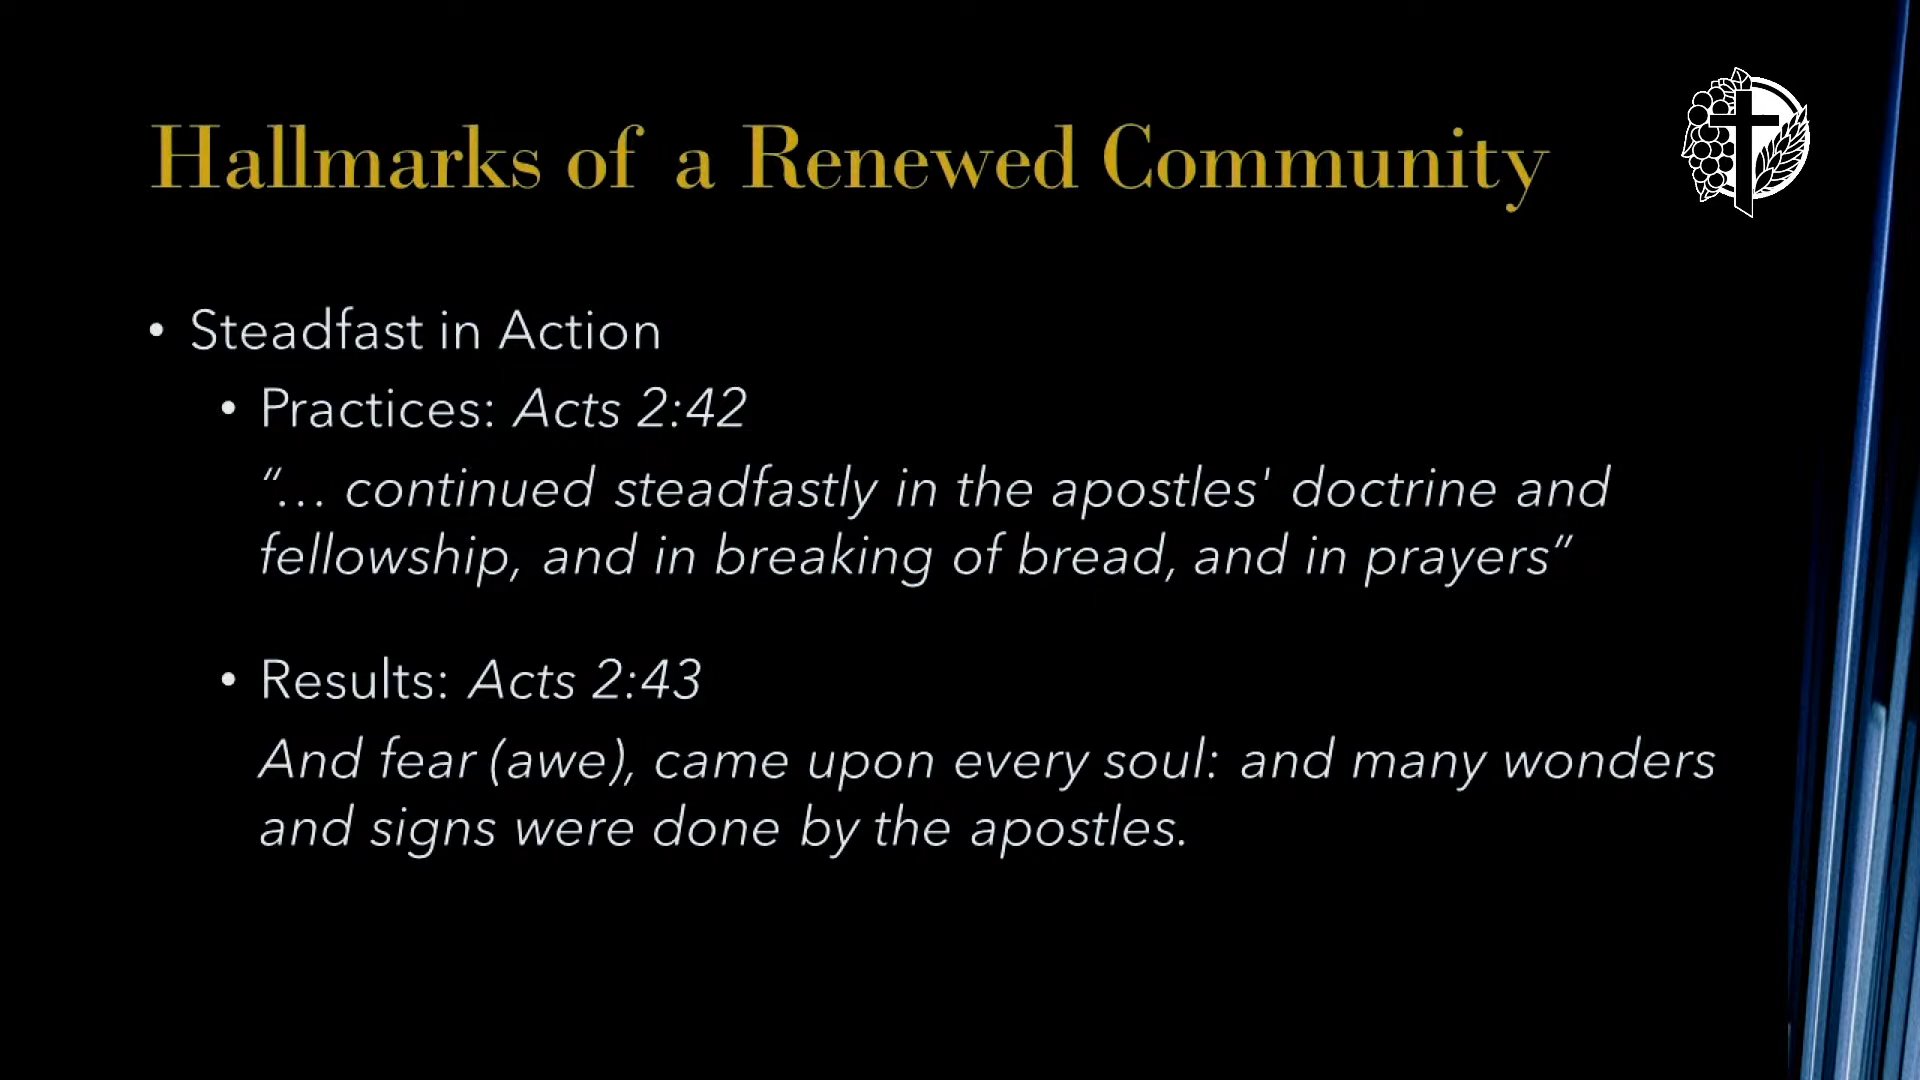 Hallmarks of a Renewed Community
• Steadfast in Action
• Practices: Acts 2:42
“… continued steadfastly in the apostles' doctrine and
fellowship, and in breaking of bread, and in prayers”
• Results: Acts 2:43
And fear (awe), came upon every soul: and many wonders
and signs were done by the apostles.